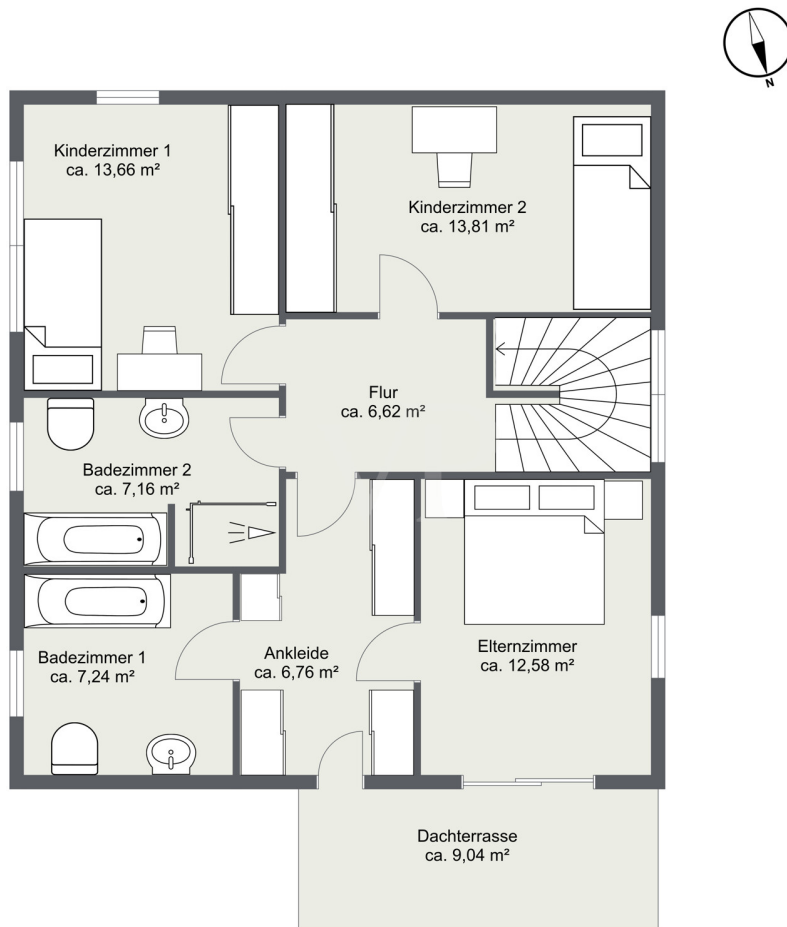 N
Kinderzimmer 1
ca. 13,66 m²
Kinderzimmer 2
ca. 13,81 m²
Flur
ca. 6,62 m²
Badezimmer 2
ca. 7,16 m²
Badezimmer 1
ca. 7,24 m²
Ankleide
ca. 6,76 m²
Elternzimmer
ca. 12,58 m²
Dachterrasse
ca. 9,04 m²